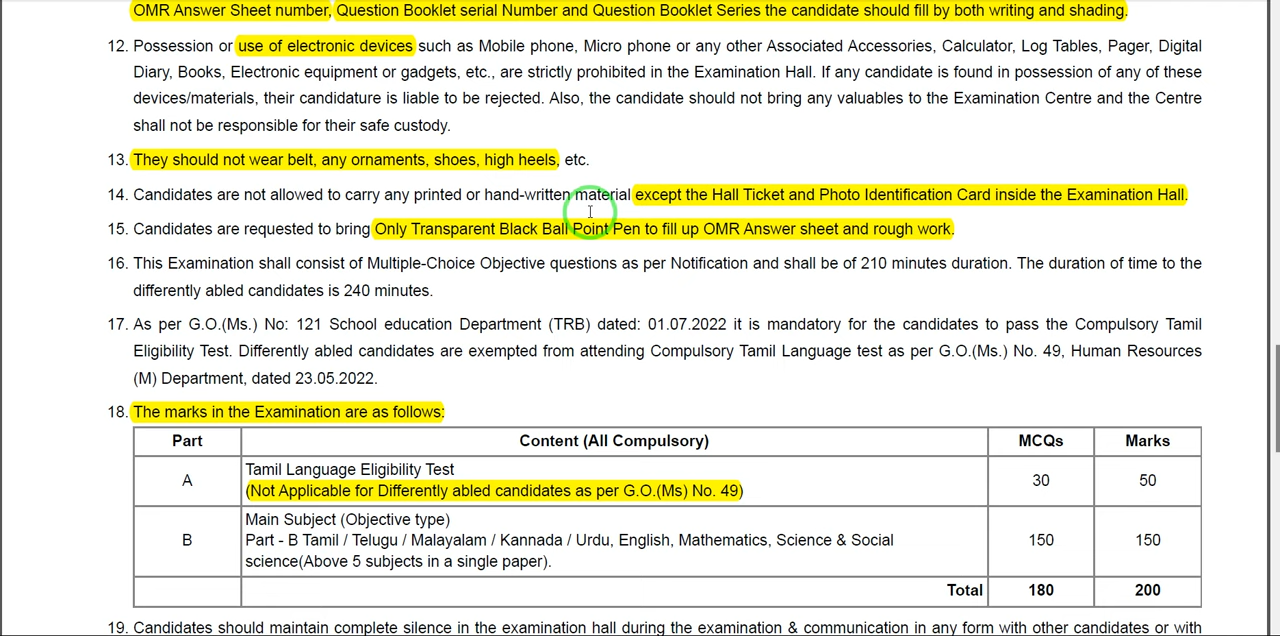 OMR Answer Sheet number, Question Booklet serial Number and Question Booklet Series the candidate should fill by both writing and shading.
12. Possession or use of electronic devices such as Mobile phone, Micro phone or any other Associated Accessories, Calculator, Log Tables, Pager, Digital
Diary, Books, Electronic equipment or gadgets, etc., are strictly prohibited in the Examination Hall. If any candidate is found in possession of any of these
devices/materials, their candidature is liable to be rejected. Also, the candidate should not bring any valuables to the Examination Centre and the Centre
shall not be responsible for their safe custody.
13. They should not wear belt, any ornaments, shoes, high heels, etc.
14. Candidates are not allowed to carry any printed or hand-written material except the Hall Ticket and Photo Identification Card inside the Examination Hall.
15. Candidates are requested to bring Only Transparent Black Ball Point Pen to fill up OMR Answer sheet and rough work.
16. This Examination shall consist of Multiple-Choice Objective questions as per Notification and shall be of 210 minutes duration. The duration of time to the
differently abled candidates is 240 minutes.
17. As per G.O.(Ms.) No: 121 School education Department (TRB) dated: 01.07.2022 it is mandatory for the candidates to pass the Compulsory Tamil
Eligibility Test. Differently abled candidates are exempted from attending Compulsory Tamil Language test as per G.O.(Ms.) No. 49, Human Resources
(M) Department, dated 23.05.2022.
18. The marks in the Examination are as follows:
Part Content (All Compulsory) MCQs Marks
Tamil Language Eligibility Test
A (Not Applicable for Differently abled candidates as per G.O.(Ms) No. 49) 30 50
Main Subject (Objective type)
B Part - B Tamil / Telugu / Malayalam / Kannada / Urdu, English, Mathematics, Science & Social 150 150
science(Above 5 subjects in a single paper).
Total 180 200
19. Candidates should maintain complete silence in the examination hall during the examination & communication in any form with other candidates or with